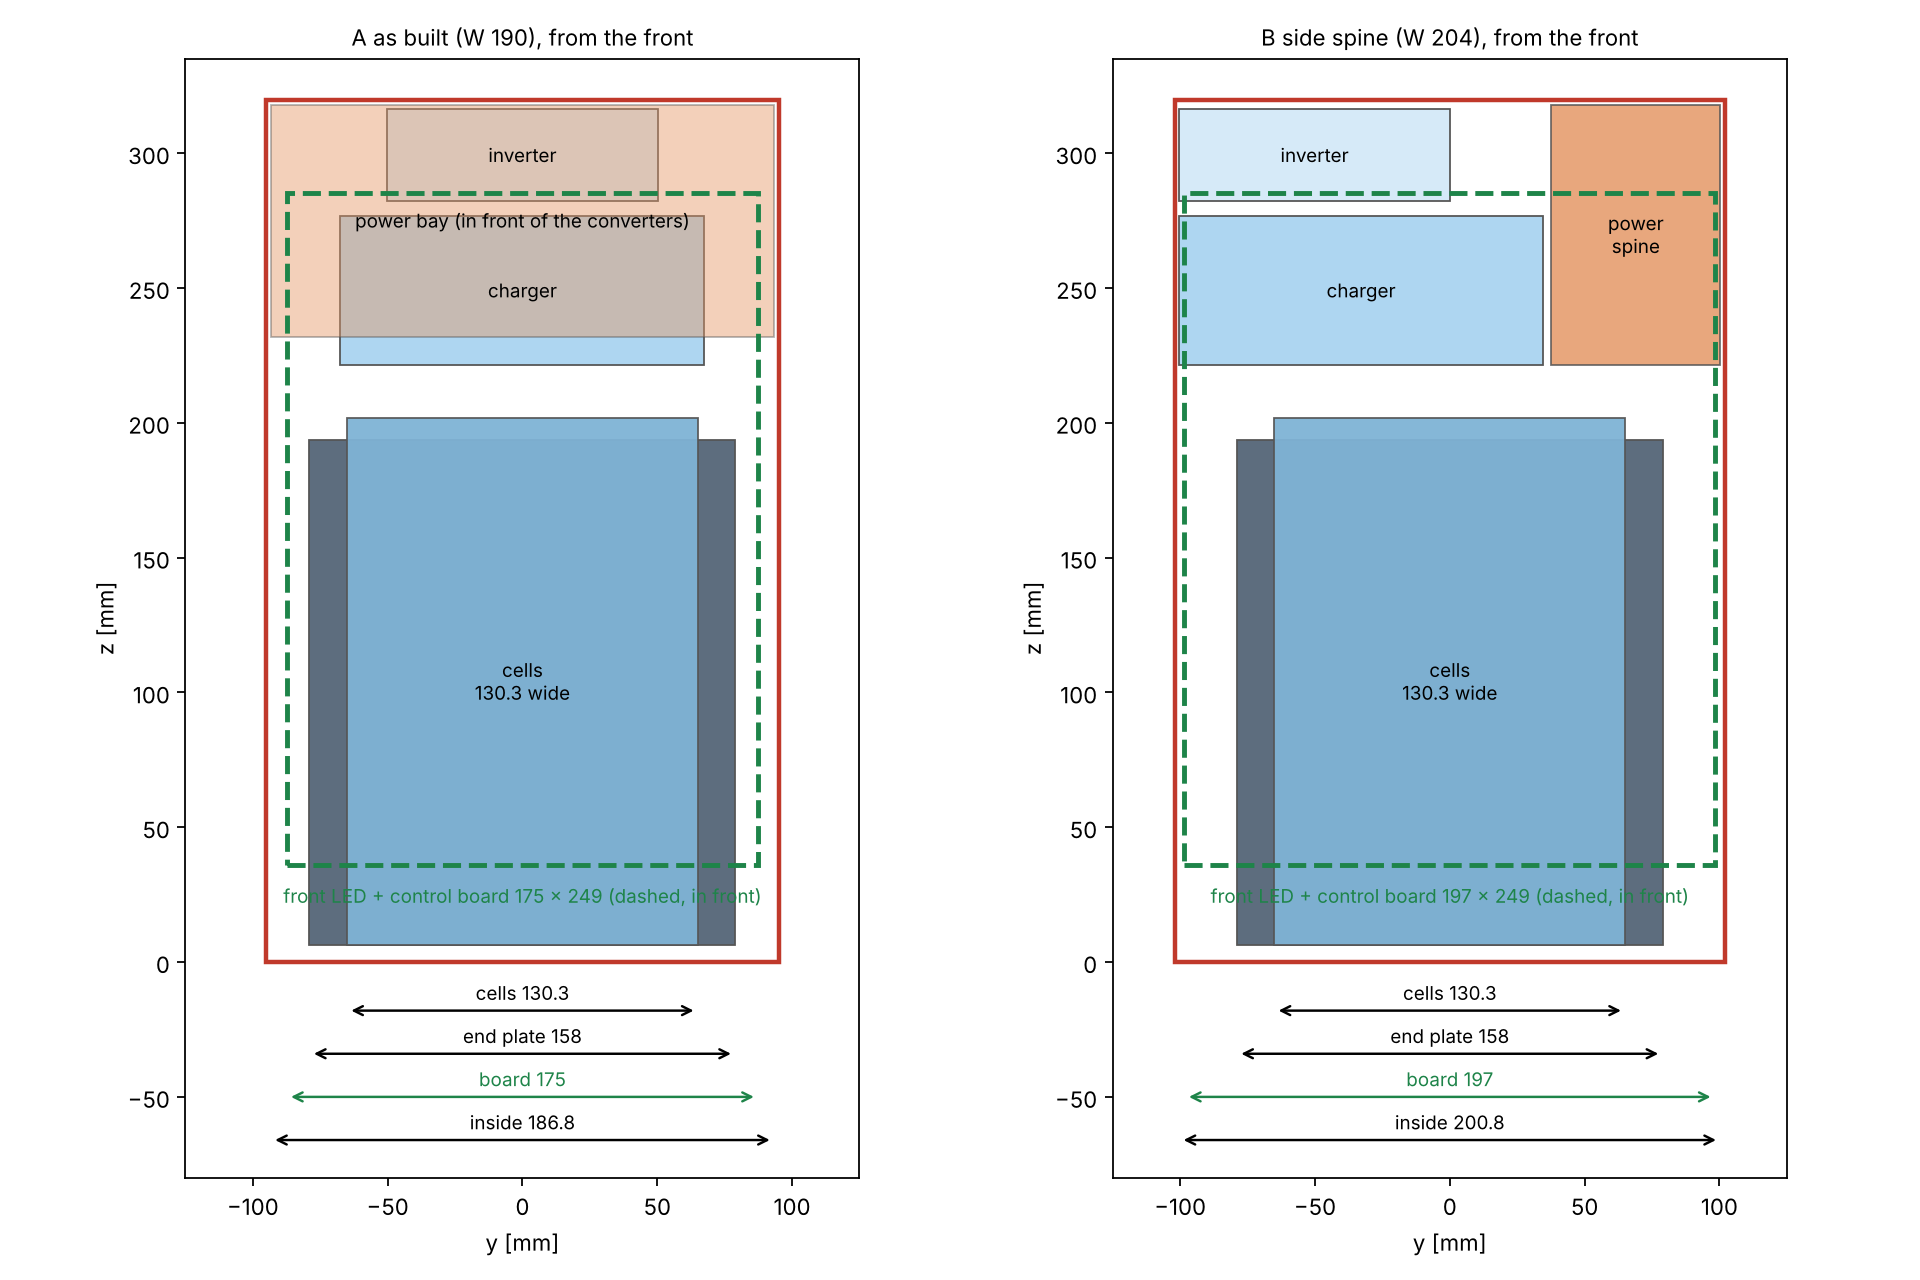 A as built (W 190), from the front
inverter
power bay (in front of the converters)
charger
cells
130.3 wide
front LED + control board 175 × 249 (dashed, in front)
cells 130.3
end plate 158
board 175
inside 186.8
300
250
200
150
100
50
0
−50
z [mm]
−100
−50
0
50
100
y [mm]
B side spine (W 204), from the front
inverter
power
spine
charger
cells
130.3 wide
front LED + control board 197 × 249 (dashed, in front)
cells 130.3
end plate 158
board 197
inside 200.8
300
250
200
150
100
50
0
−50
z [mm]
−100
−50
0
50
100
y [mm]